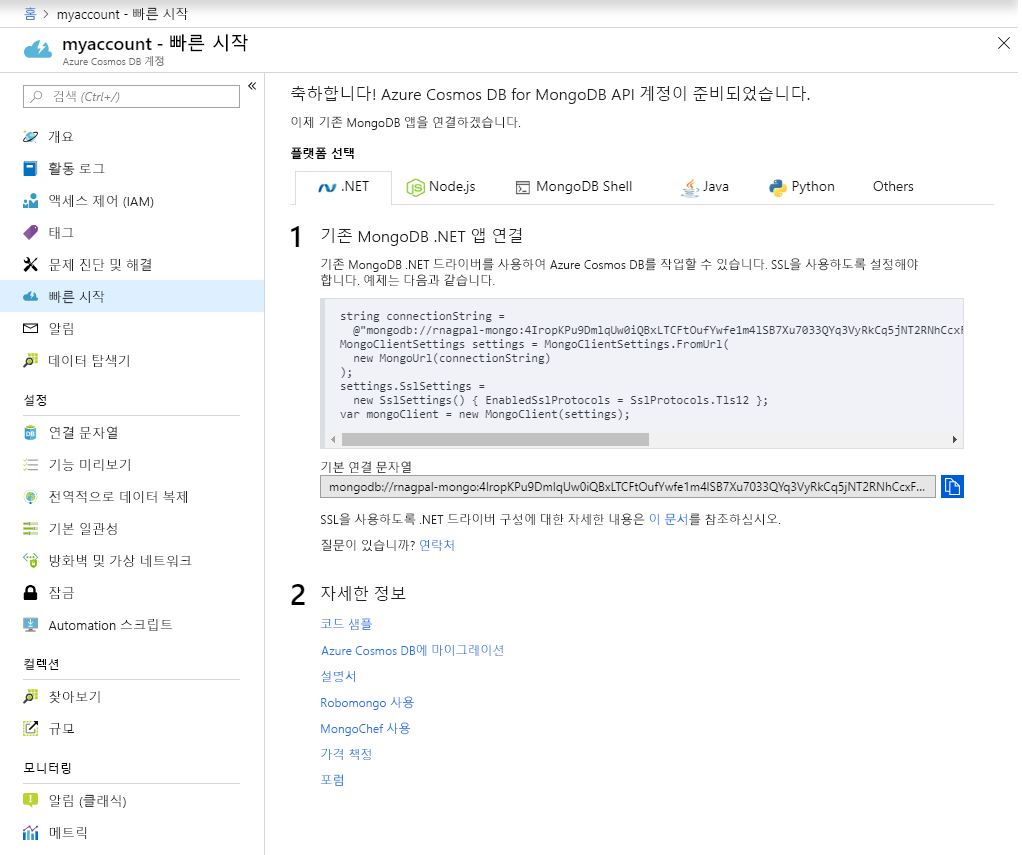 홈 > myaccount - 빠른 시작
myaccount - 빠른 시작
Azure Cosmos DB 계정
검색 (Ctrl+/)
개요
활동 로그
액세스 제어 (IAM)
태그
문제 진단 및 해결
빠른 시작
알림
데이터 탐색기
설정
연결 문자열
기능 미리보기
전역적으로 데이터 복제
기본 일관성
방화벽 및 가상 네트워크
잠금
Automation 스크립트
컬렉션
찾아보기
규모
모니터링
알림 (클래식)
메트릭
축하합니다! Azure Cosmos DB for MongoDB API 계정이 준비되었습니다.
이제 기존 MongoDB 앱을 연결하겠습니다.
플랫폼 선택
.NET Node.js MongoDB Shell Java Python Others
1 기존 MongoDB .NET 앱 연결
기존 MongoDB .NET 드라이버를 사용하여 Azure Cosmos DB를 작업할 수 있습니다. SSL을 사용하도록 설정해야
합니다. 예제는 다음과 같습니다.
string connectionString =
@"mongodb://rnagpal-mongo:4IropKPu9DmlqUw0iQBxLTCFtOufYwfe1m4lSB7Xu7033QYq3VyRkCq5jNT2RNhCcxF
MongoClientSettings settings = MongoClientSettings.FromUrl(
new MongoUrl(connectionString)
);
settings.SslSettings =
new SslSettings() { EnabledSslProtocols = SslProtocols.Tls12 };
var mongoClient = new MongoClient(settings);
기본 연결 문자열
mongodb://rnagpal-mongo:4IropKPu9DmlqUw0iQBxLTCFtOufYwfe1m4lSB7Xu7033QYq3VyRkCq5jNT2RNhCcxF...
SSL을 사용하도록 .NET 드라이버 구성에 대한 자세한 내용은 이 문서를 참조하십시오.
질문이 있습니까? 연락처
2 자세한 정보
코드 샘플
Azure Cosmos DB에 마이그레이션
설명서
Robomongo 사용
MongoChef 사용
가격 책정
포럼